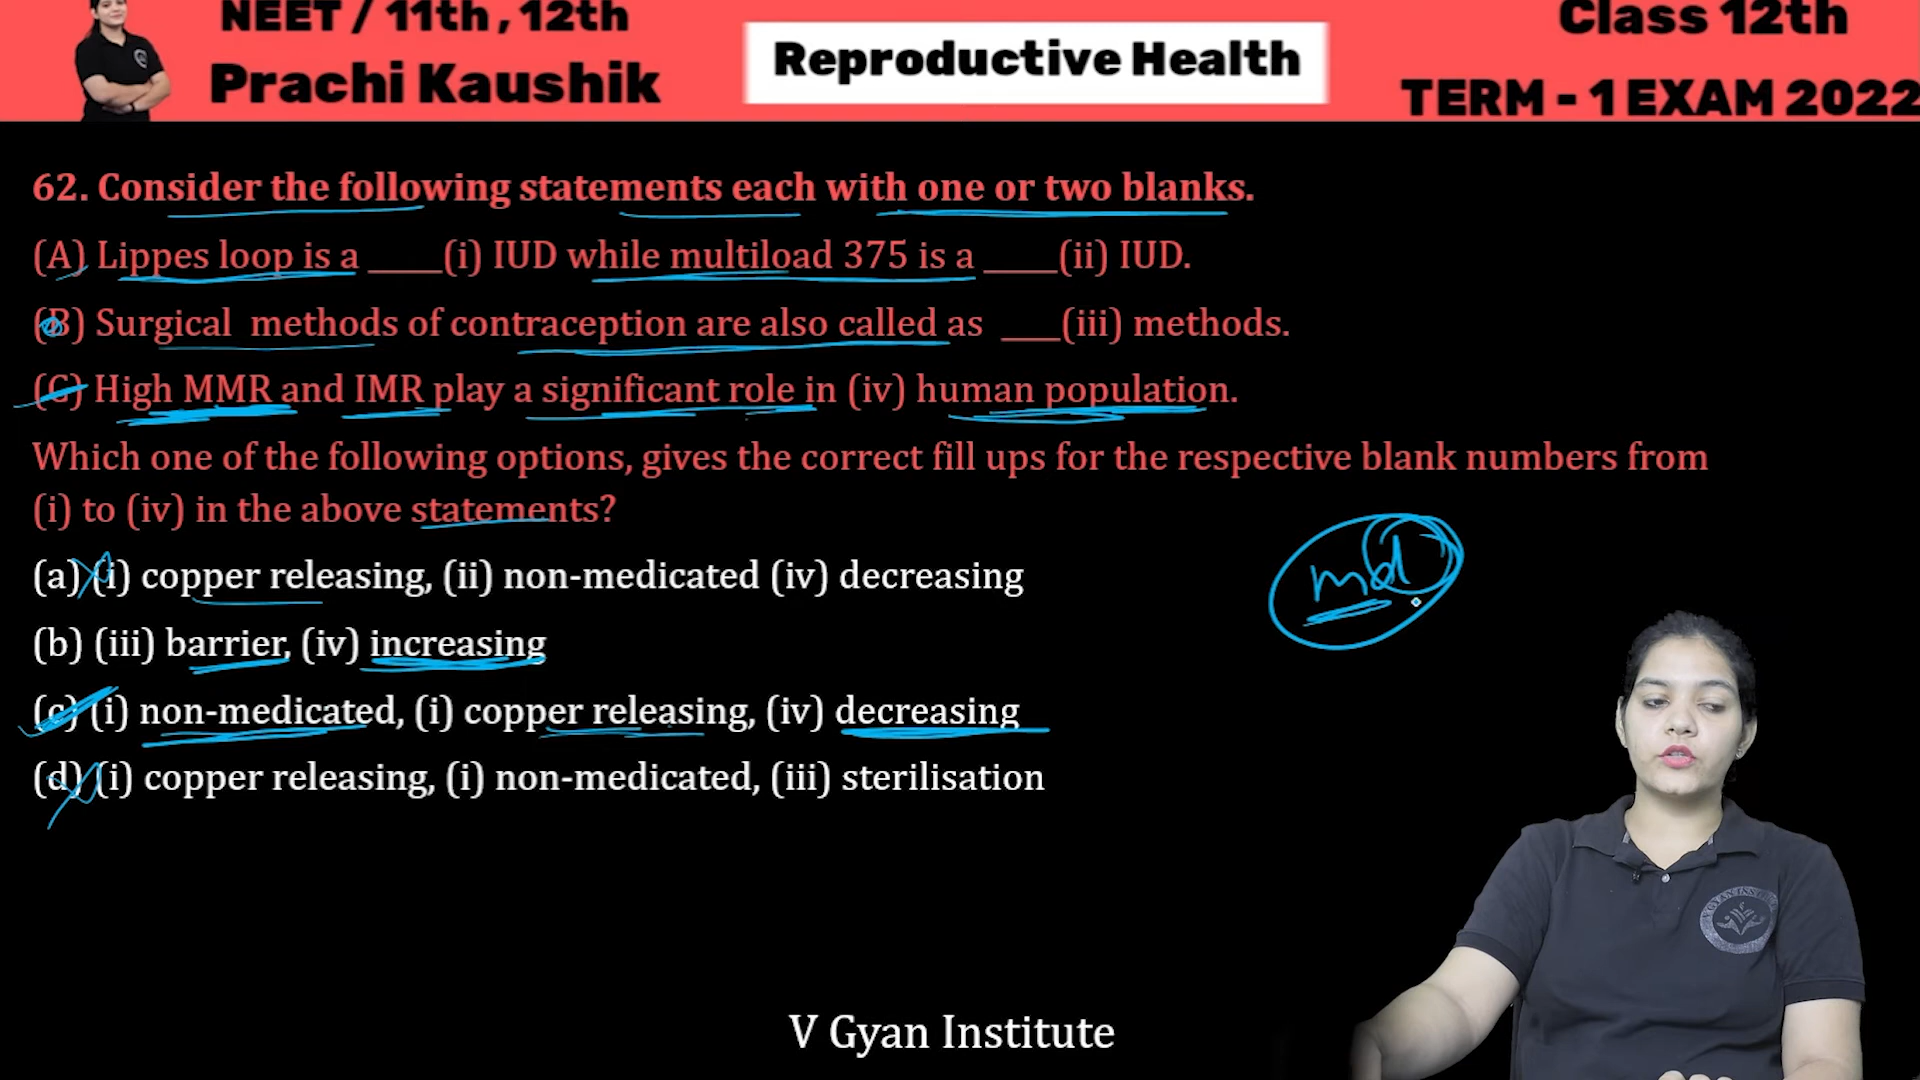 NEET / 11th , 12th
Prachi Kaushik
Reproductive Health
Class 12th
TERM - 1 EXAM 2022
62. Consider the following statements each with one or two blanks.
(A) Lippes loop is a _____(i) IUD while multiload 375 is a _____(ii) IUD.
(B) Surgical methods of contraception are also called as ____(iii) methods.
(C) High MMR and IMR play a significant role in (iv) human population.
Which one of the following options, gives the correct fill ups for the respective blank numbers from
(i) to (iv) in the above statements?
(a) (i) copper releasing, (ii) non-medicated (iv) decreasing
(b) (iii) barrier, (iv) increasing
(c) (i) non-medicated, (i) copper releasing, (iv) decreasing
(d) (i) copper releasing, (i) non-medicated, (iii) sterilisation
md
V Gyan Institute